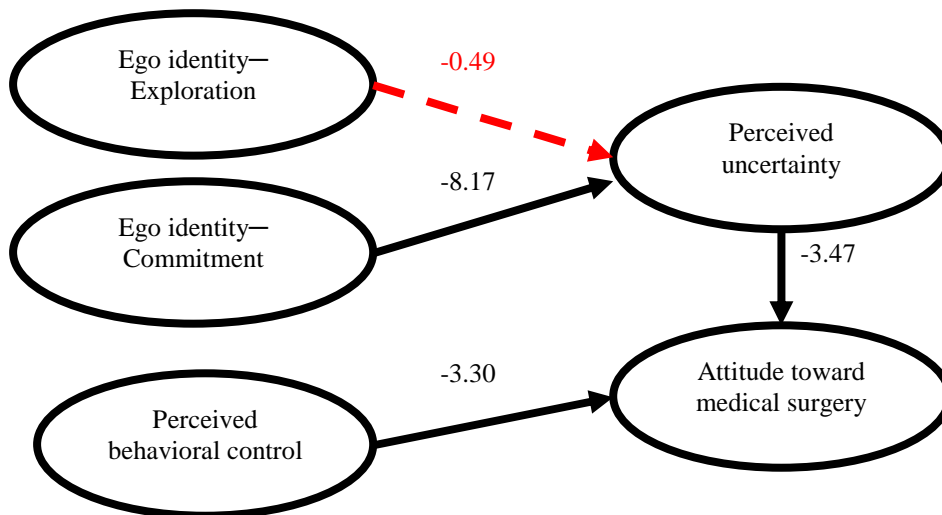 Ego identity─
Exploration
-0.49
Perceived
uncertainty
-8.17
Ego identity─
Commitment
-3.47
-3.30
Attitude toward
medical surgery
Perceived
behavioral control